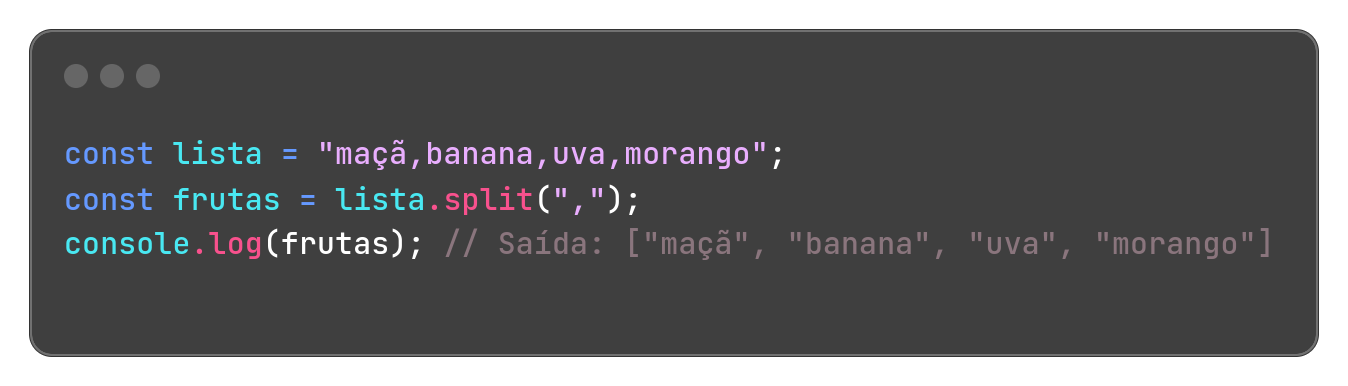 const lista = "maçã,banana,uva,morango";
const frutas = lista.split(",");
console.log(frutas); // Saída: ["maçã", "banana", "uva", "morango"]